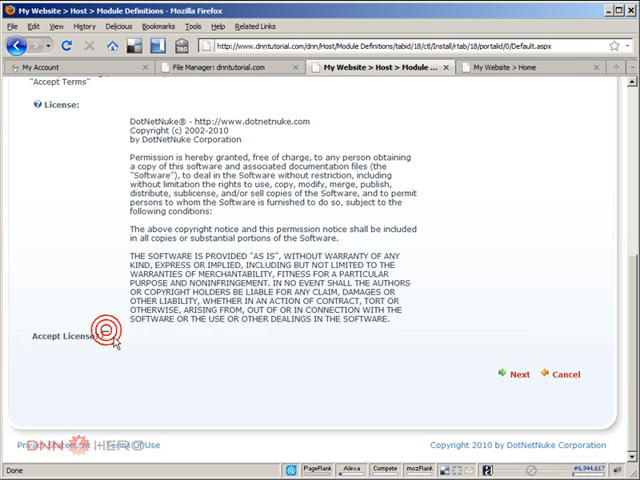 My Website > Host > Module Definitions - Mozilla Firefox
File Edit View History Delicious Bookmarks Tools Related Links
http://www.dnntutorial.com/dnn/Host/Module Definitions/tabid/18/ctl/Install/rtab/18/portalid/0/Default.aspx
My Account
File Manager: dnntutorial.com
My Website > Host > Module ...
My Website > Home
"Accept Terms"
License:
DotNetNuke® - http://www.dotnetnuke.com
Copyright (c) 2002-2010
by DotNetNuke Corporation
Permission is hereby granted, free of charge, to any person obtaining
a copy of this software and associated documentation files (the
"Software"), to deal in the Software without restriction, including
without limitation the rights to use, copy, modify, merge, publish,
distribute, sublicense, and/or sell copies of the Software, and to permit
persons to whom the Software is furnished to do so, subject to
the following conditions:
The above copyright notice and this permission notice shall be included
in all copies or substantial portions of the Software.
THE SOFTWARE IS PROVIDED "AS IS", WITHOUT WARRANTY OF ANY
KIND, EXPRESS OR IMPLIED, INCLUDING BUT NOT LIMITED TO THE
WARRANTIES OF MERCHANTABILITY, FITNESS FOR A PARTICULAR
PURPOSE AND NONINFRINGEMENT. IN NO EVENT SHALL THE AUTHORS
OR COPYRIGHT HOLDERS BE LIABLE FOR ANY CLAIM, DAMAGES OR
OTHER LIABILITY, WHETHER IN AN ACTION OF CONTRACT, TORT OR
OTHERWISE, ARISING FROM, OUT OF OR IN CONNECTION WITH THE
SOFTWARE OR THE USE OR OTHER DEALINGS IN THE SOFTWARE.
Accept License?
Next Cancel
Privacy Statement Terms Of Use
DNN HERO
Copyright 2010 by DotNetNuke Corporation
Done
PageRank Alexa Compete mozRank #6,944,617